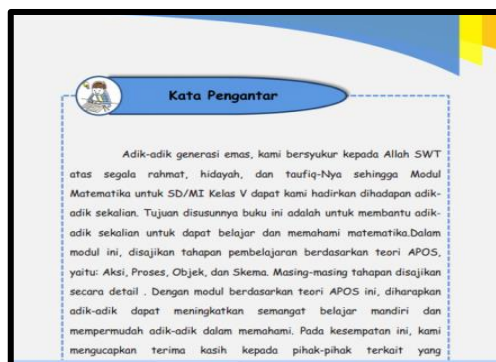 Kata Pengantar
Adik-adik generasi emas, kami bersyukur kepada Allah SWT
atas segala rahmat, hidayah, dan taufiq-Nya sehingga Modul
Matematika untuk SD/MI Kelas V dapat kami hadirkan dihadapan adik-
adik sekalian. Tujuan disusunnya buku ini adalah untuk membantu adik-
adik sekalian untuk dapat belajar dan memahami matematika.Dalam
modul ini, disajikan tahapan pembelajaran berdasarkan teori APOS,
yaitu: Aksi, Proses, Objek, dan Skema. Masing-masing tahapan disajikan
secara detail . Dengan modul berdasarkan teori APOS ini, diharapkan
adik-adik dapat meningkatkan semangat belajar mandiri dan
mempermudah adik-adik dalam memahami. Pada kesempatan ini, kami
mengucapkan terima kasih kepada pihak-pihak terkait yang